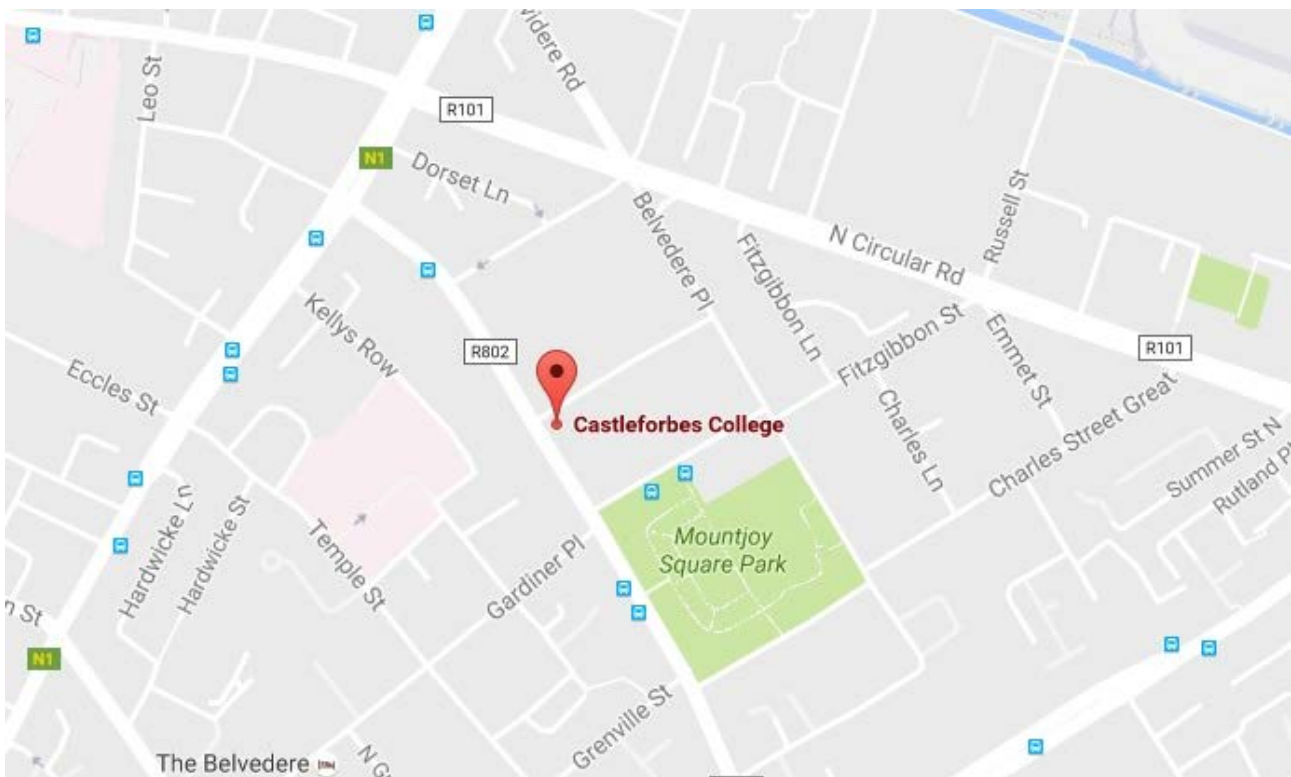 Leo St
R101
N1
Dorset Ln
Belvedere Pl
Fitzgibbon Ln
N Circular Rd
Russell St
Kellys Row
R802
Eccles St
Fitzgibbon St
Emmet St
R101
Castleforbes College
Charles Ln
Charles Street Great
Summer St N
Hardwicke Ln
Hardwicke St
Temple St
Gardiner Pl
Mountjoy
Square Park
N1
Grenville St
The Belvedere